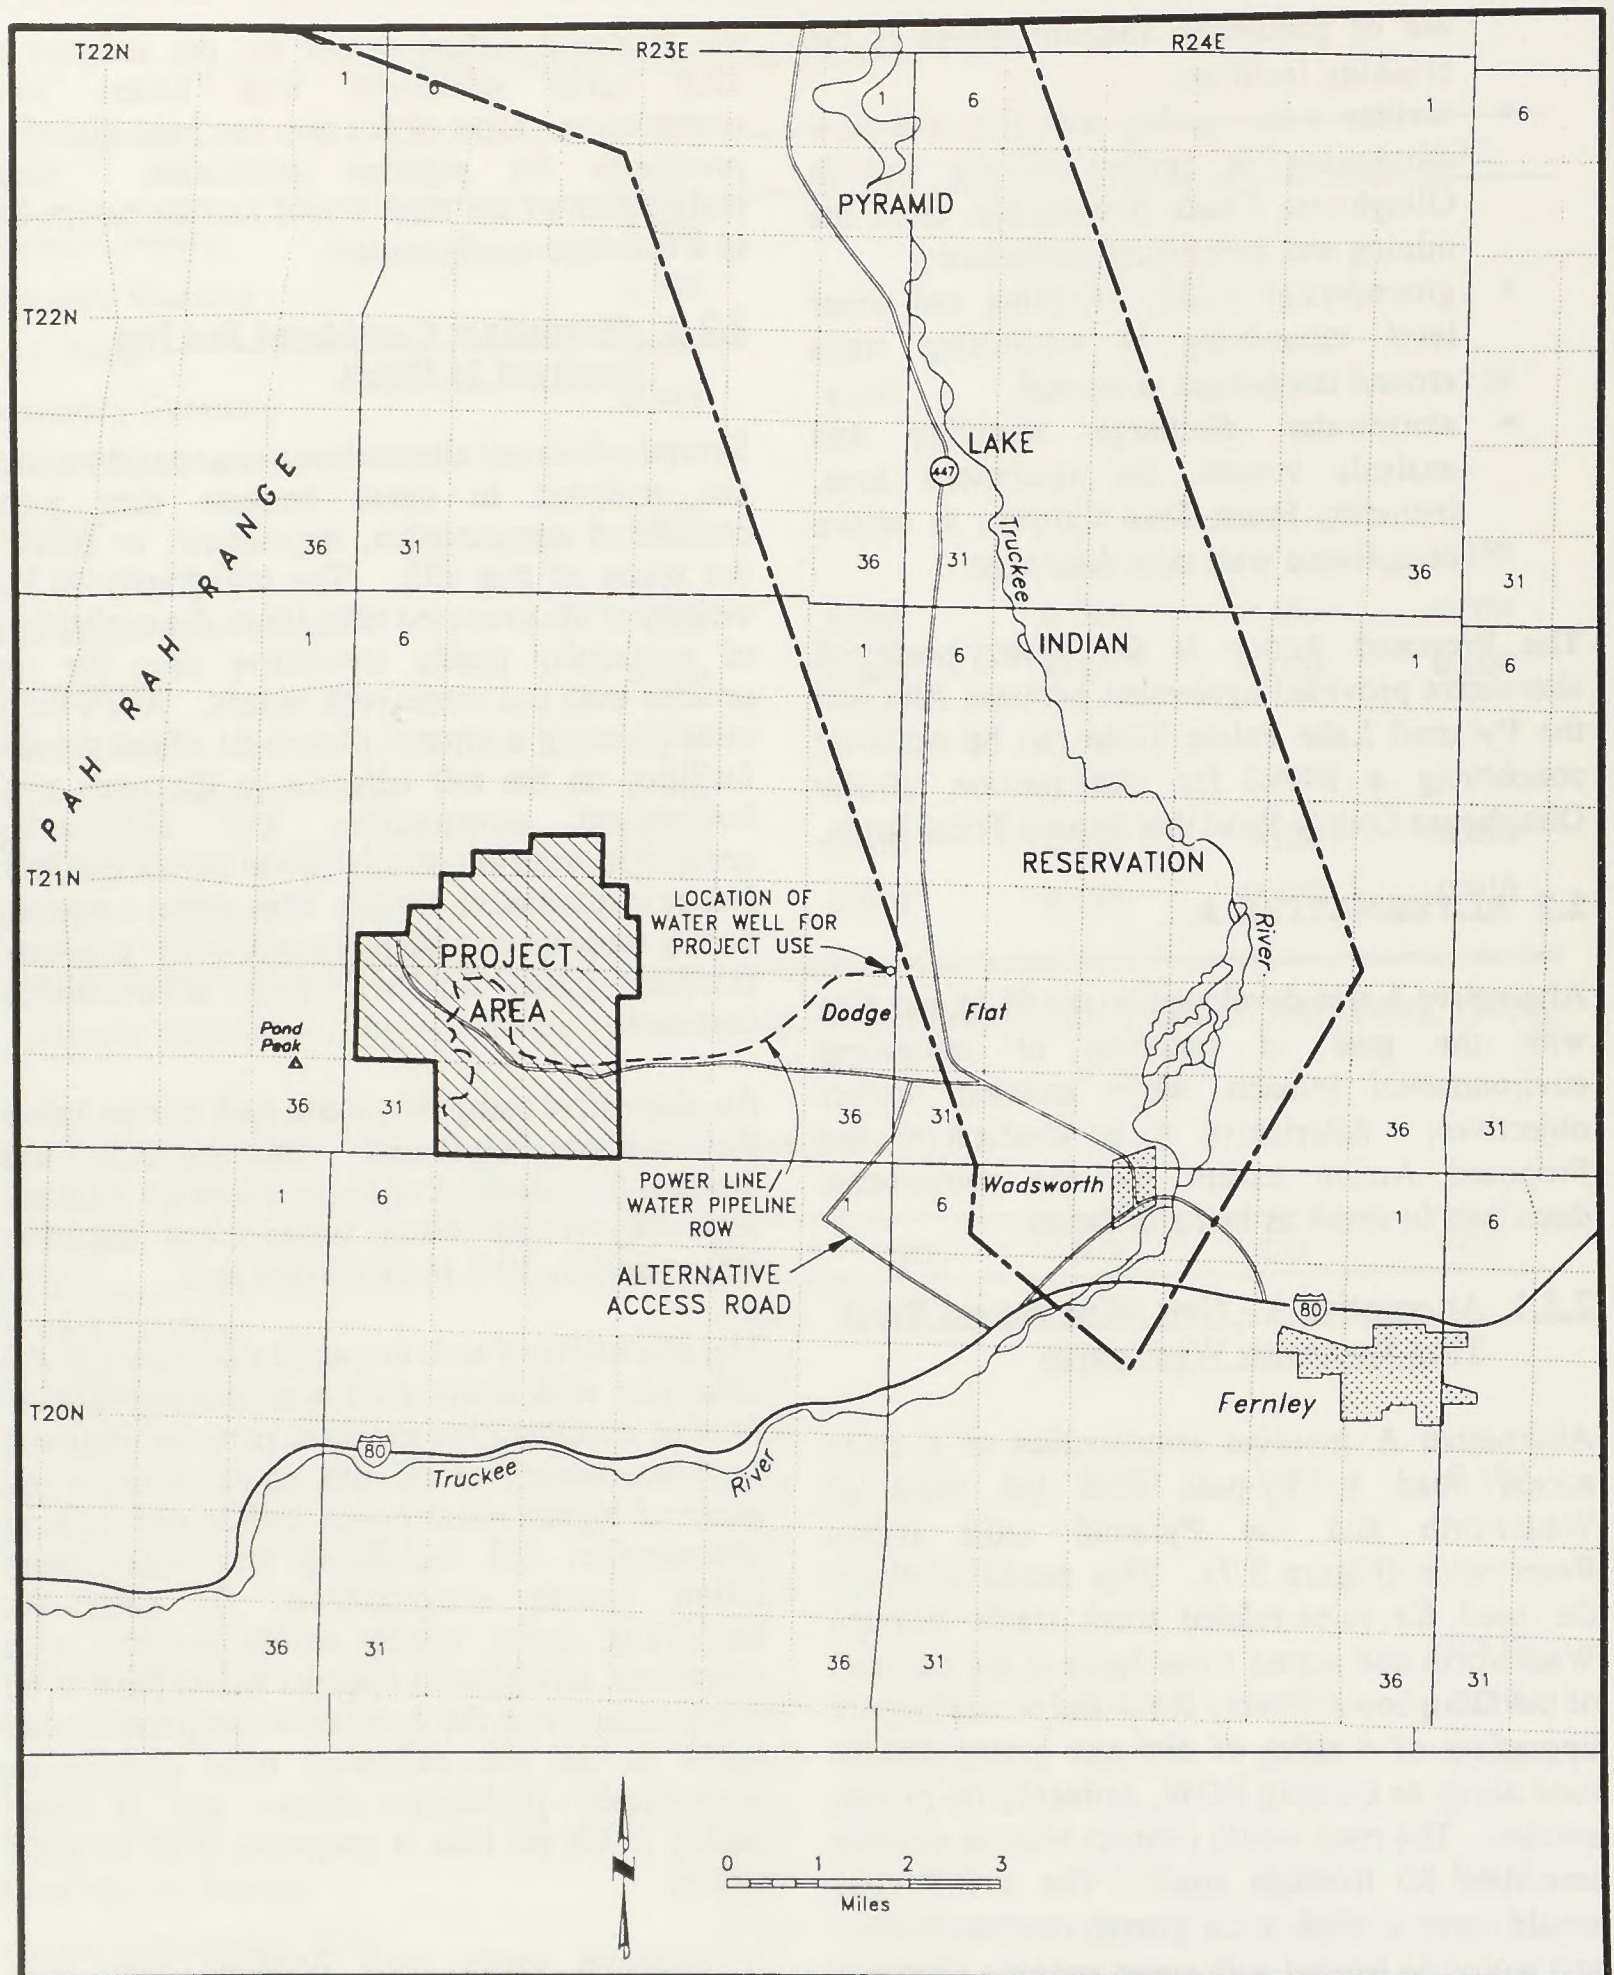 T22N
R23E
R24E
1
6
1
6
1
6
PYRAMID
T22N
LAKE
447
Truckee
PAH RAH RANGE
36
31
36
31
36
31
1
6
1
6
INDIAN
1
6
RESERVATION
T21N
LOCATION OF
WATER WELL FOR
PROJECT USE
River
PROJECT
AREA
Dodge
Flat
Pond
Peak
36
31
36
31
36
31
POWER LINE/
WATER PIPELINE
ROW
Wadsworth
1
6
1
6
1
6
ALTERNATIVE
ACCESS ROAD
80
Fernley
T20N
80
Truckee
River
36
31
36
31
36
31
N
0
1
2
3
Miles